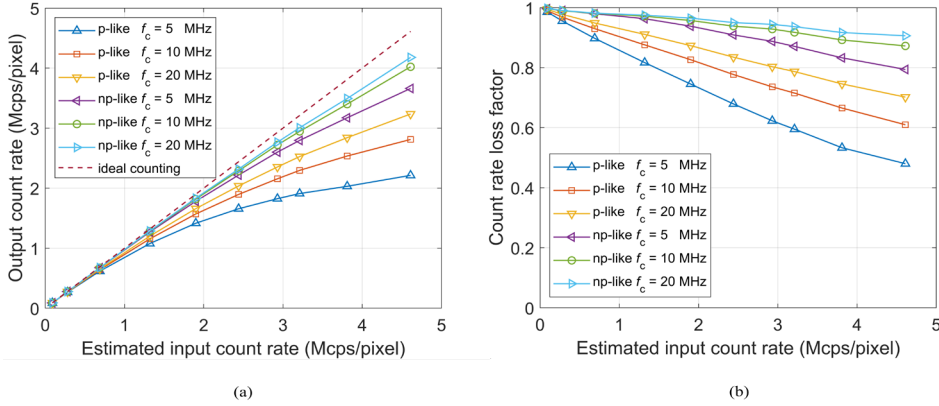 p-like f_c = 5 MHz
p-like f_c = 10 MHz
p-like f_c = 20 MHz
np-like f_c = 5 MHz
np-like f_c = 10 MHz
np-like f_c = 20 MHz
ideal counting
Output count rate (Mcps/pixel)
5
4
3
2
1
0
0 1 2 3 4 5
Estimated input count rate (Mcps/pixel)
(a)
Count rate loss factor
1
0.8
0.6
0.4
0.2
0
p-like f_c = 5 MHz
p-like f_c = 10 MHz
p-like f_c = 20 MHz
np-like f_c = 5 MHz
np-like f_c = 10 MHz
np-like f_c = 20 MHz
0 1 2 3 4 5
Estimated input count rate (Mcps/pixel)
(b)